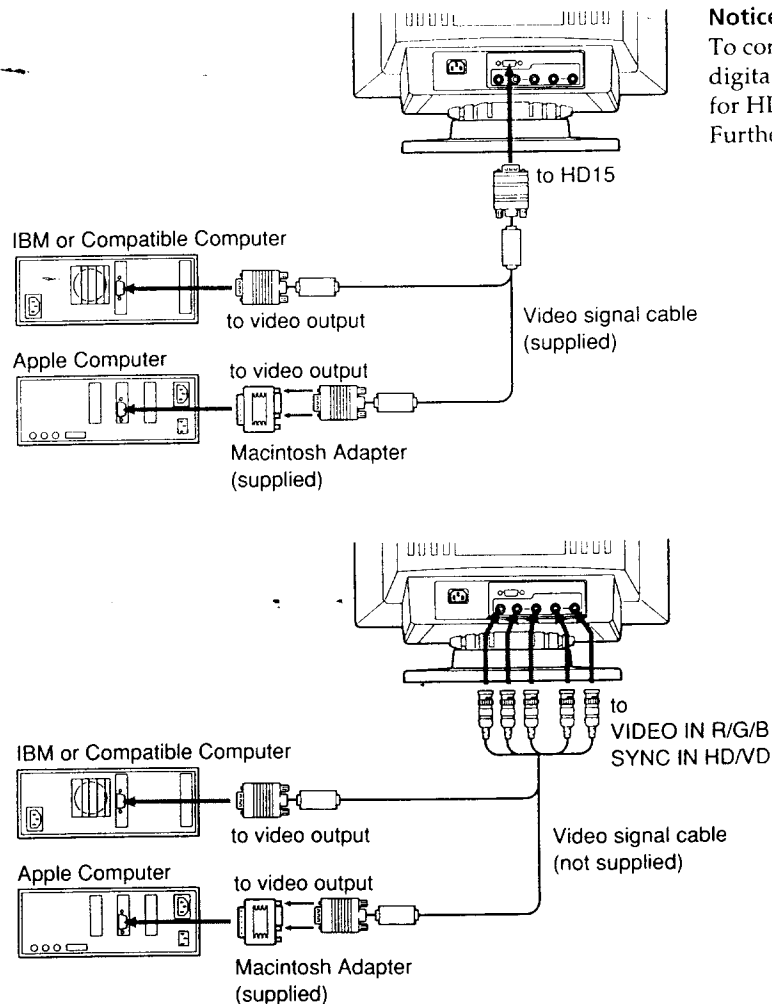 Notice
To con
digita
for HI
Further
to HD15
IBM or Compatible Computer
to video output
Video signal cable
(supplied)
Apple Computer
to video output
Macintosh Adapter
(supplied)
to
VIDEO IN R/G/B
SYNC IN HD/VD
IBM or Compatible Computer
to video output
Video signal cable
(not supplied)
Apple Computer
to video output
Macintosh Adapter
(supplied)